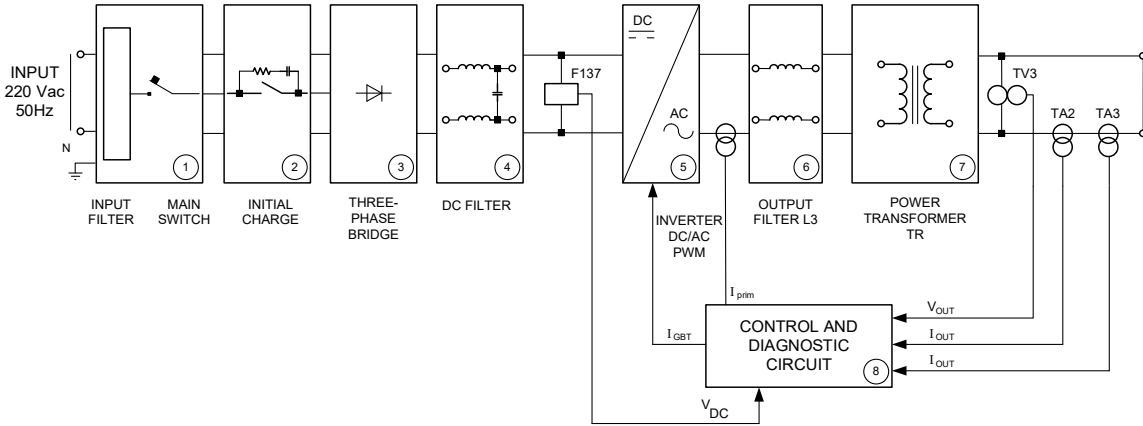 INPUT
220 Vac
50Hz
N
1
2
3
4
F137
DC
AC
5
6
7
TV3
TA2
TA3
INPUT
FILTER
MAIN
SWITCH
INITIAL
CHARGE
THREE-
PHASE
BRIDGE
DC FILTER
INVERTER
DC/AC
PWM
OUTPUT
FILTER L3
POWER
TRANSFORMER
TR
I prim
I GBT
CONTROL AND
DIAGNOSTIC
CIRCUIT
8
V OUT
I OUT
I OUT
V DC